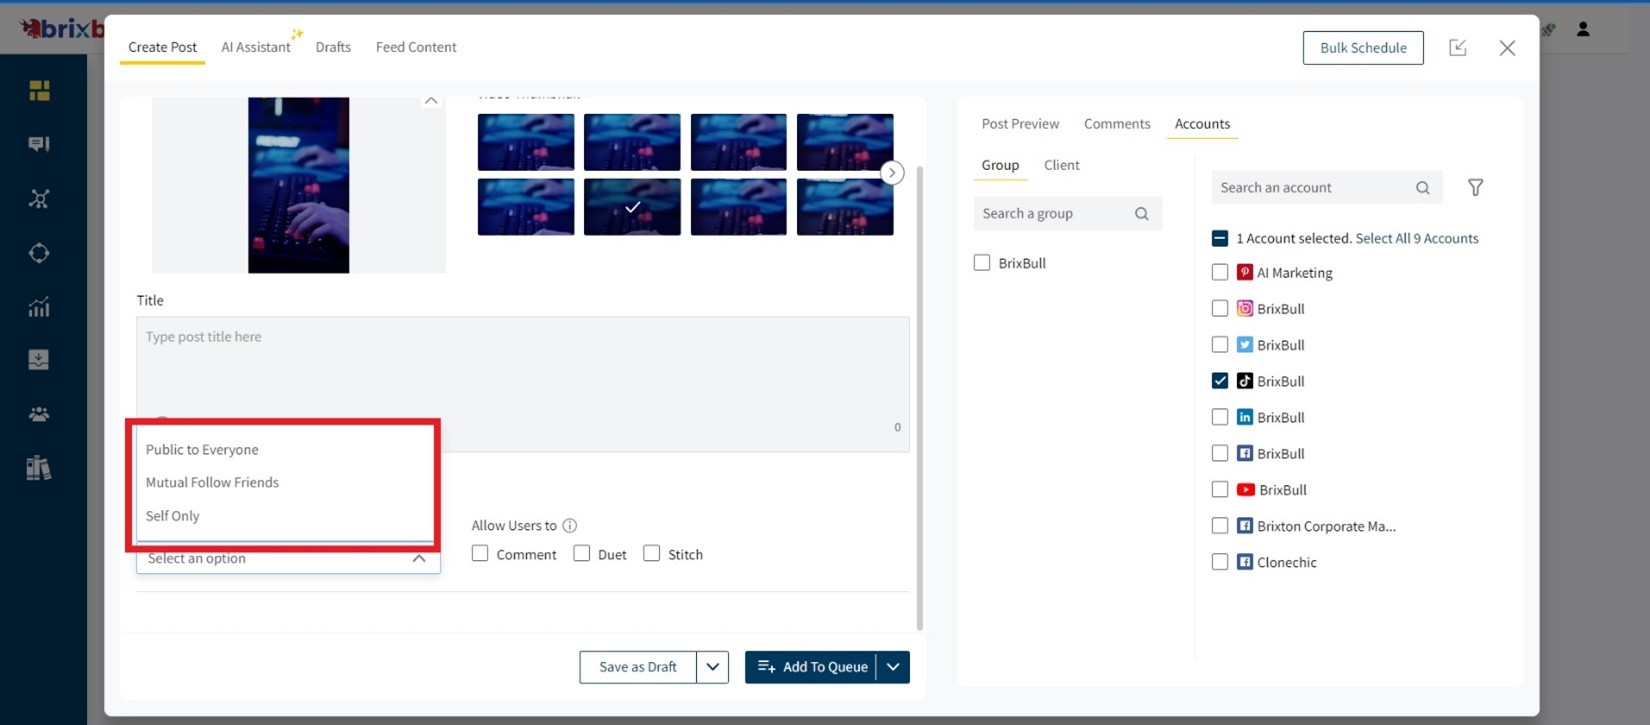 brixb
Create Post
AI Assistant
Drafts
Feed Content
Bulk Schedule
Title
Type post title here
0
Public to Everyone
Mutual Follow Friends
Self Only
Select an option
Allow Users to
Comment
Duet
Stitch
Save as Draft
Add To Queue
Post Preview
Comments
Accounts
Group
Client
Search a group
BrixBull
Search an account
1 Account selected. Select All 9 Accounts
AI Marketing
BrixBull
BrixBull
BrixBull
BrixBull
BrixBull
BrixBull
Brixton Corporate Ma...
Clonechic